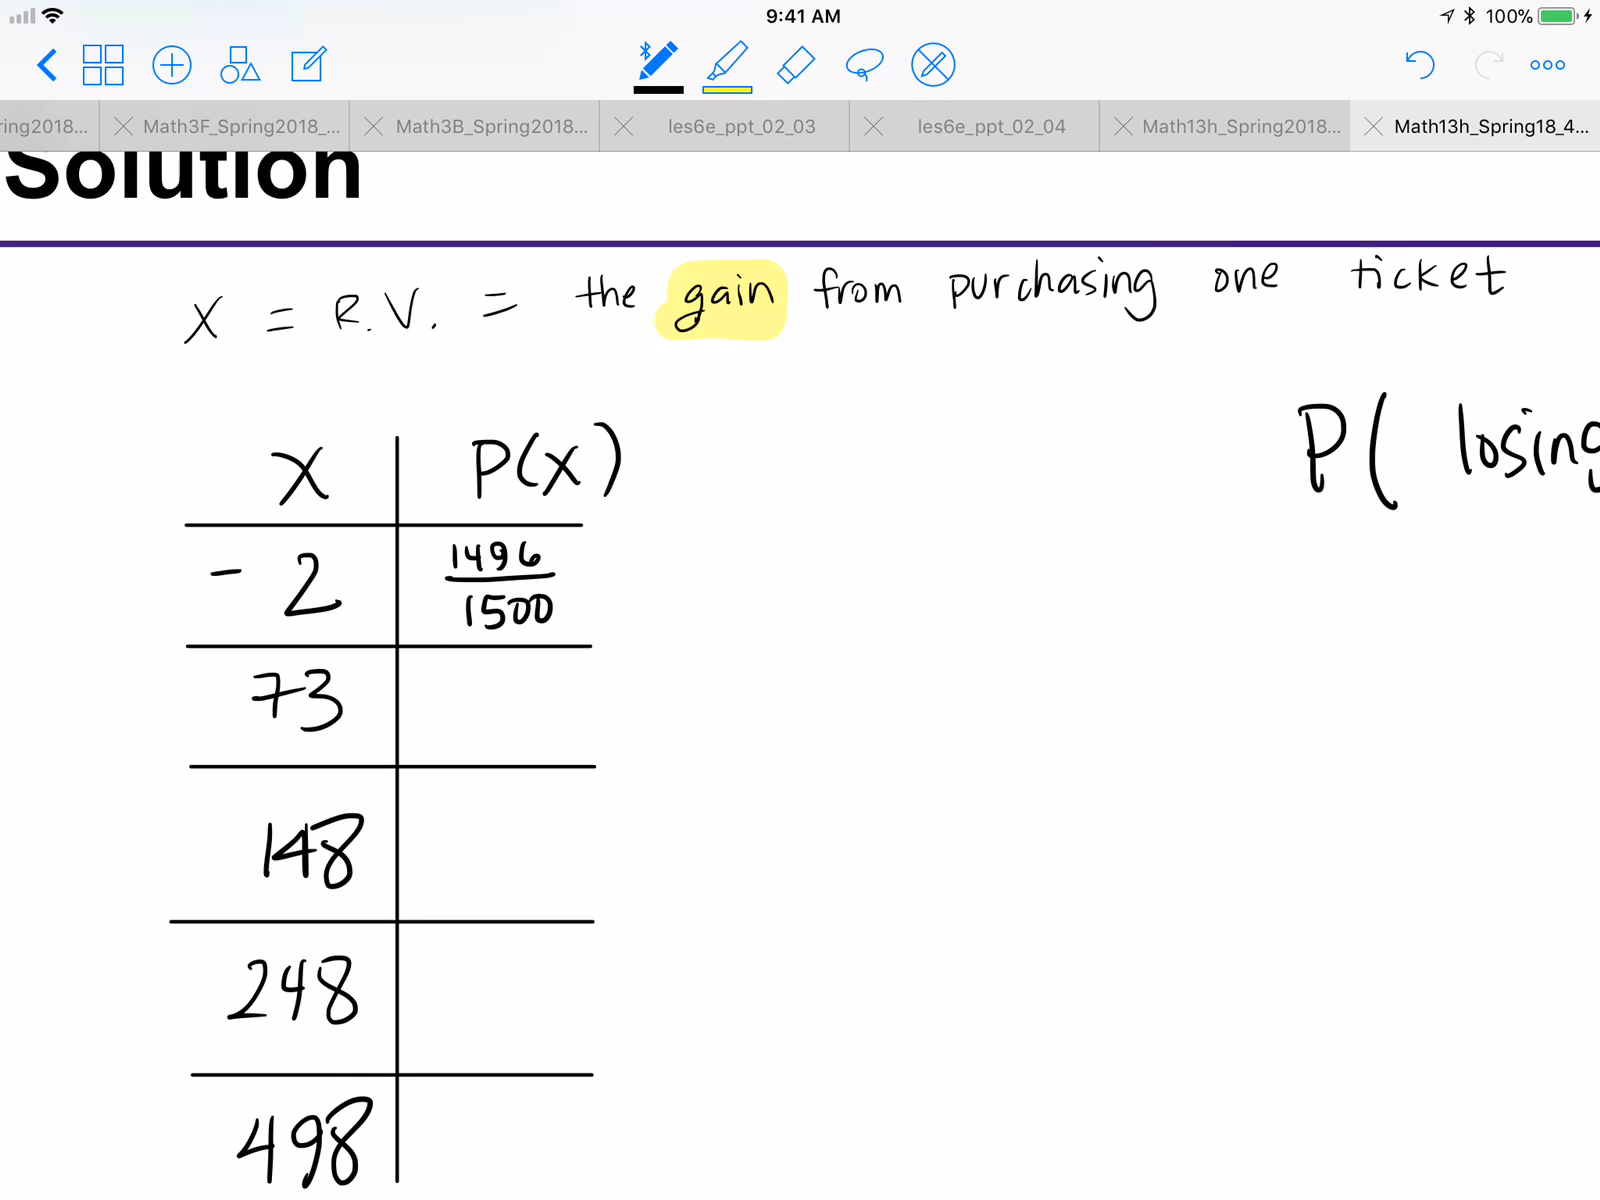 9:41 AM
100%
ring2018...
Math3F_Spring2018_...
Math3B_Spring2018...
les6e_ppt_02_03
les6e_ppt_02_04
Math13h_Spring2018...
Math13h_Spring18_4...
Solution
X = R.V. = the gain from purchasing one ticket
P( losing
X P(X)
-2 1496/1500
73
148
248
498